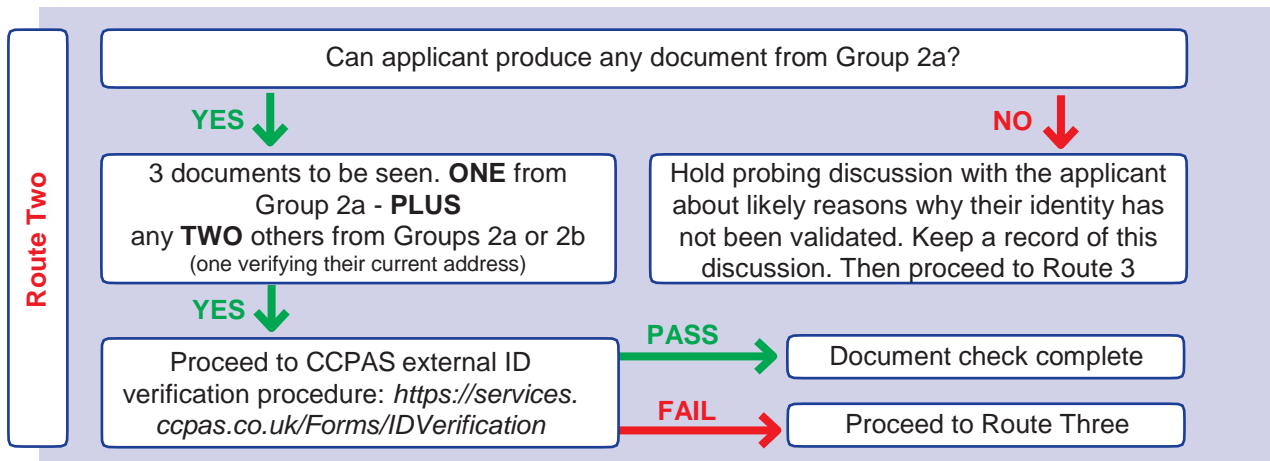 Route Two
Can applicant produce any document from Group 2a?
YES
NO
3 documents to be seen. ONE from
Group 2a - PLUS
any TWO others from Groups 2a or 2b
(one verifying their current address)
Hold probing discussion with the applicant
about likely reasons why their identity has
not been validated. Keep a record of this
discussion. Then proceed to Route 3
YES
Proceed to CCPAS external ID
verification procedure: https://services.
ccpas.co.uk/Forms/IDVerification
PASS
Document check complete
FAIL
Proceed to Route Three